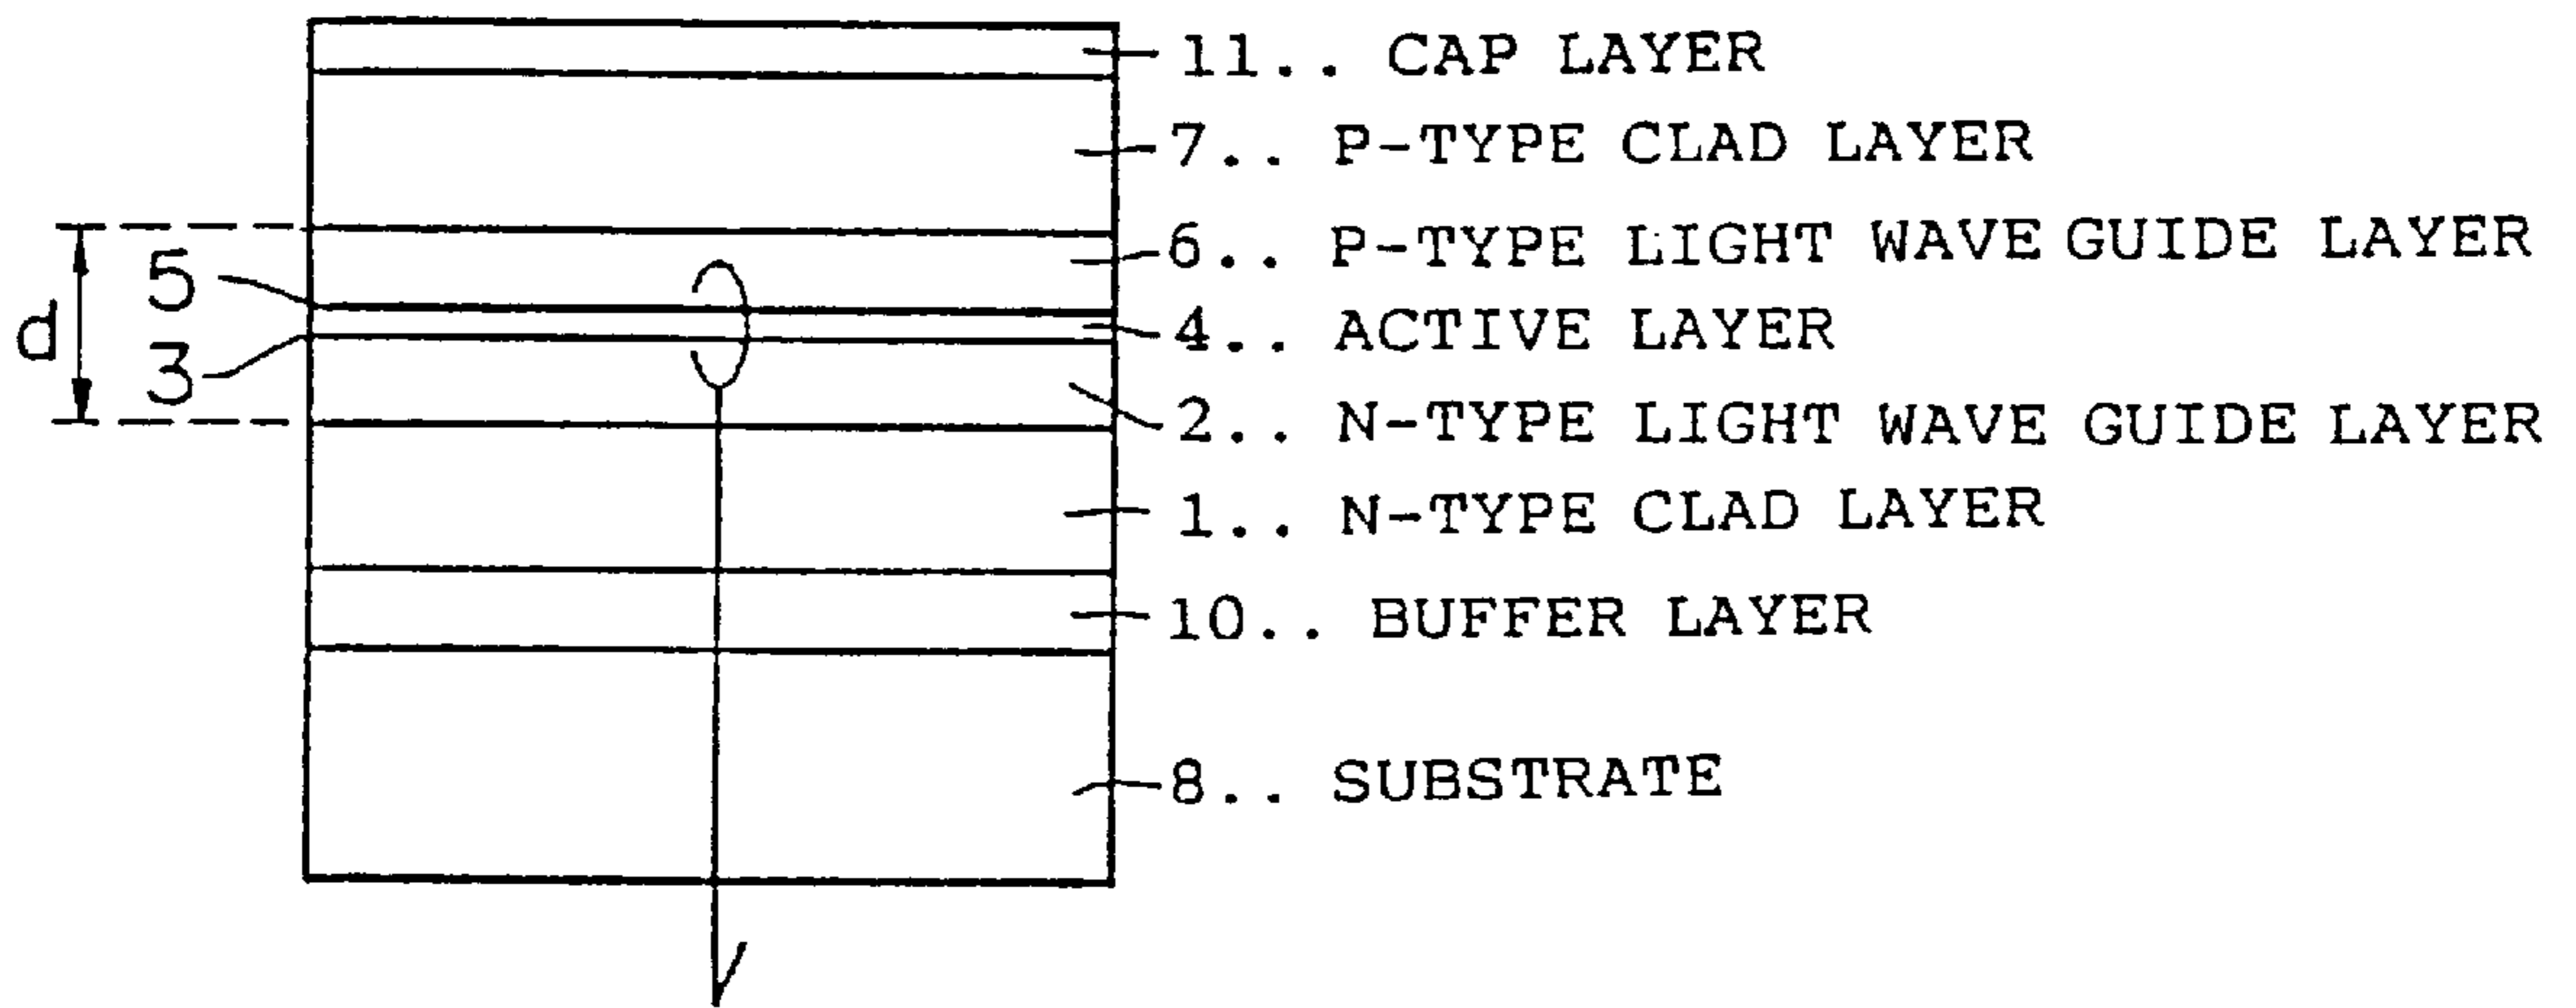 11.. CAP LAYER
7.. P-TYPE CLAD LAYER
6.. P-TYPE LIGHT WAVE GUIDE LAYER
5
4.. ACTIVE LAYER
d
3
2.. N-TYPE LIGHT WAVE GUIDE LAYER
1.. N-TYPE CLAD LAYER
10.. BUFFER LAYER
8.. SUBSTRATE